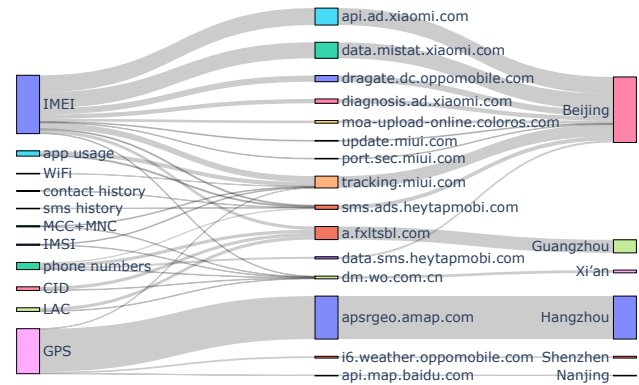 IMEI
app usage
WiFi
contact history
sms history
MCC+MNC
IMSI
phone numbers
CID
LAC
GPS
api.ad.xiaomi.com
data.mistat.xiaomi.com
dragate.dc.oppomobile.com
diagnosis.ad.xiaomi.com
moa-upload-online.coloros.com
update.miui.com
port.sec.miui.com
tracking.miui.com
sms.ads.heytapmobi.com
a.fxltsbl.com
data.sms.heytapmobi.com
dm.wo.com.cn
apsrgeo.amap.com
i6.weather.oppomobile.com
api.map.baidu.com
Beijing
Guangzhou
Xi’an
Hangzhou
Shenzhen
Nanjing